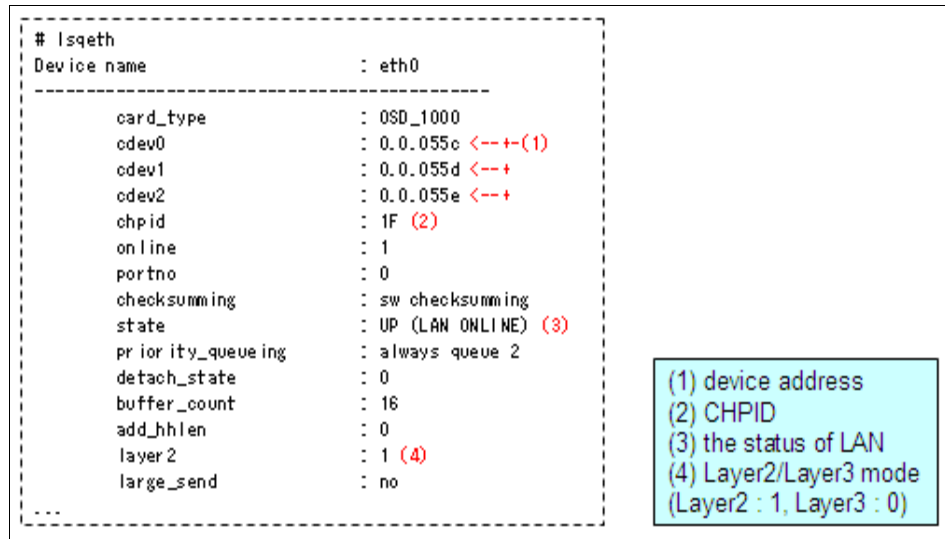 # lsqeth
Device name : eth0
--------------------------------------------
card_type : OSD_1000
cdev0 : 0.0.055c <--+-(1)
cdev1 : 0.0.055d <--+
cdev2 : 0.0.055e <--+
chpid : 1F (2)
online : 1
portno : 0
checksumming : sw checksumming
state : UP (LAN ONLINE) (3)
priority_queueing : always queue 2
detach_state : 0
buffer_count : 16
add_hhlen : 0
layer2 : 1 (4)
large_send : no
...
(1) device address
(2) CHPID
(3) the status of LAN
(4) Layer2/Layer3 mode
(Layer2 : 1, Layer3 : 0)